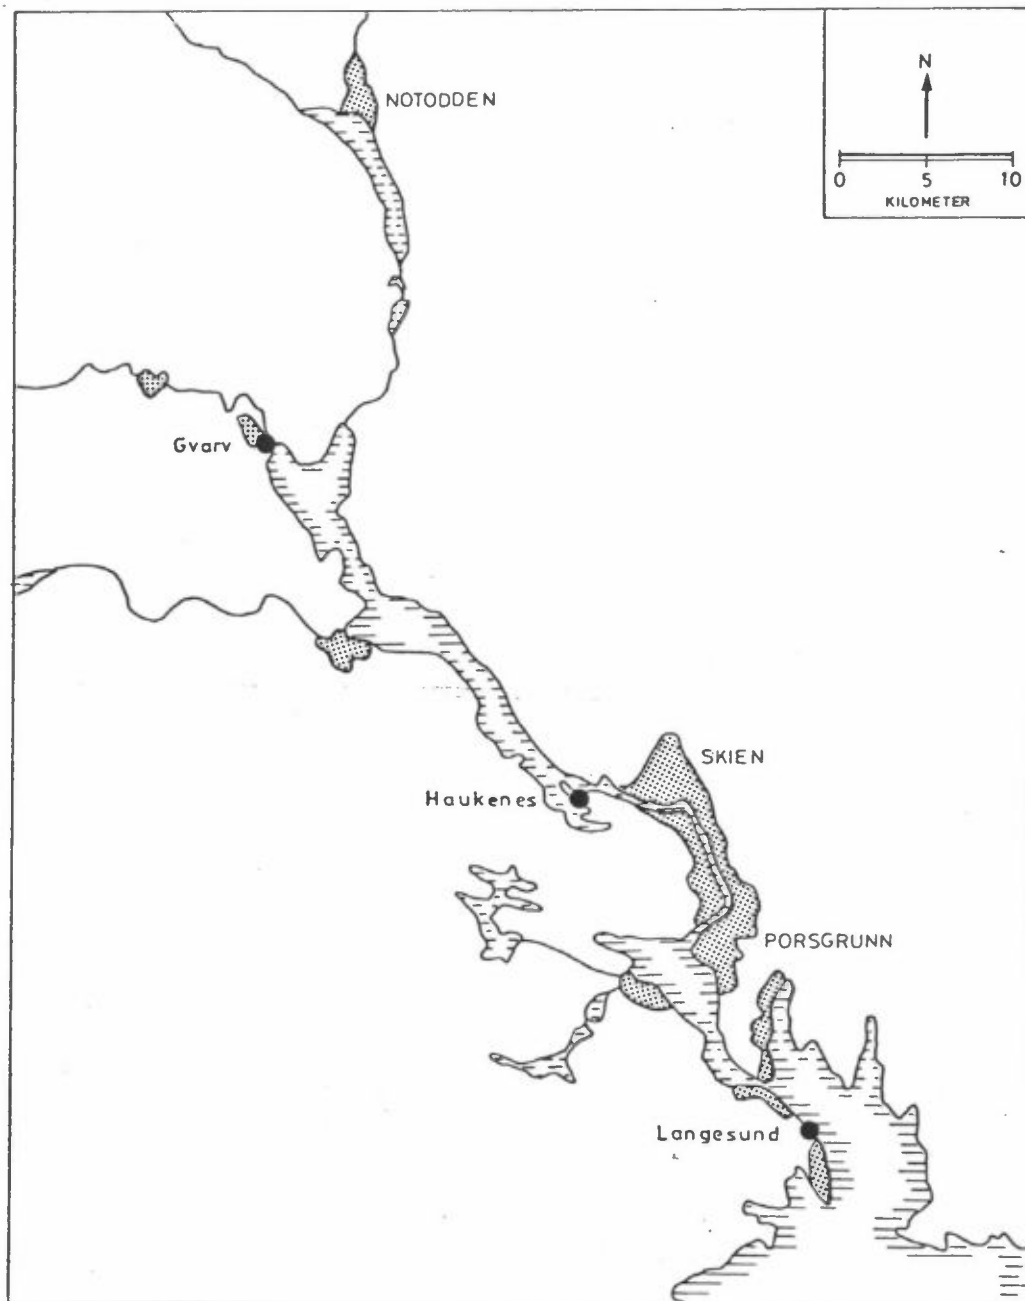 NOTODDEN
N
0 5 10
KILOMETER
Gvarv
SKIEN
Haukenes
PORSGRUNN
Langesund